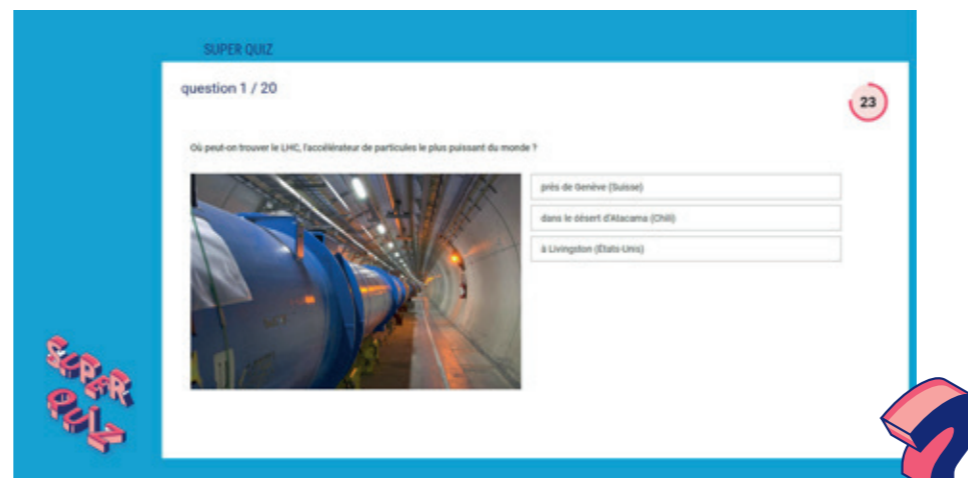 SUPER QUIZ
question 1 / 20
23
Où peut-on trouver le LHC, l'accélérateur de particules le plus puissant du monde ?
près de Genève (Suisse)
dans le désert d'Atacama (Chili)
à Livingston (États-Unis)
SUPER
QUIZ
?